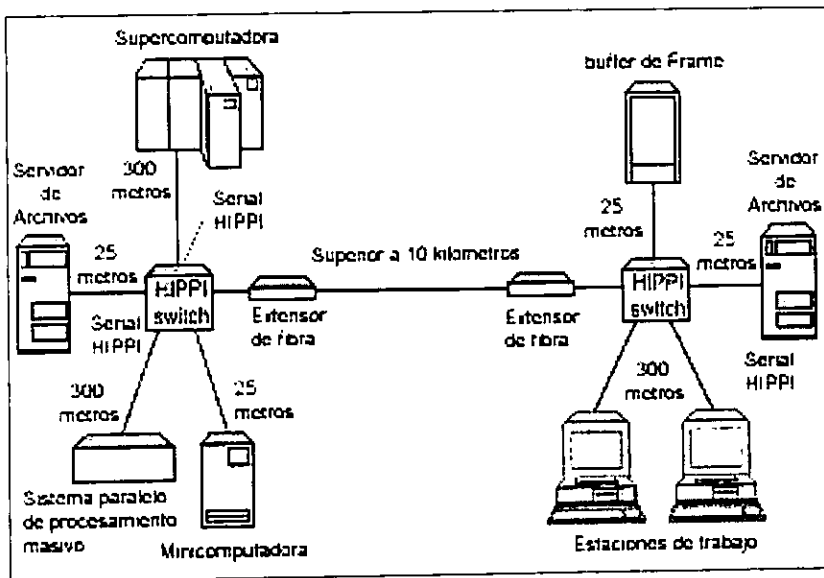 Supercomputadora
buffer de Frame
300
metros
Servidor
de
Archivos
Serial
HIPPI
Servidor
de
Archivos
25
metros
25
metros
25
metros
Superior a 10 kilometros
HIPPI
switch
HIPPI
switch
Extensor
de fibra
Extensor
de fibra
Serial
HIPPI
Serial
HIPPI
300
metros
25
metros
300
metros
Sistema paralelo
de procesamiento
masivo
Minicomputadora
Estaciones de trabajo